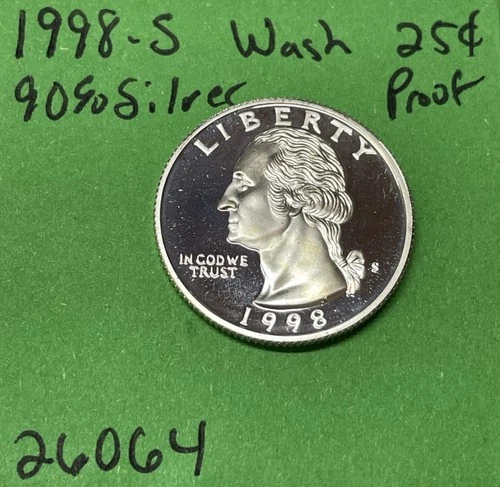 1998-S Wash 25¢
90% Silver Proof
LIBERTY
IN GOD WE
TRUST
S
1998
26064